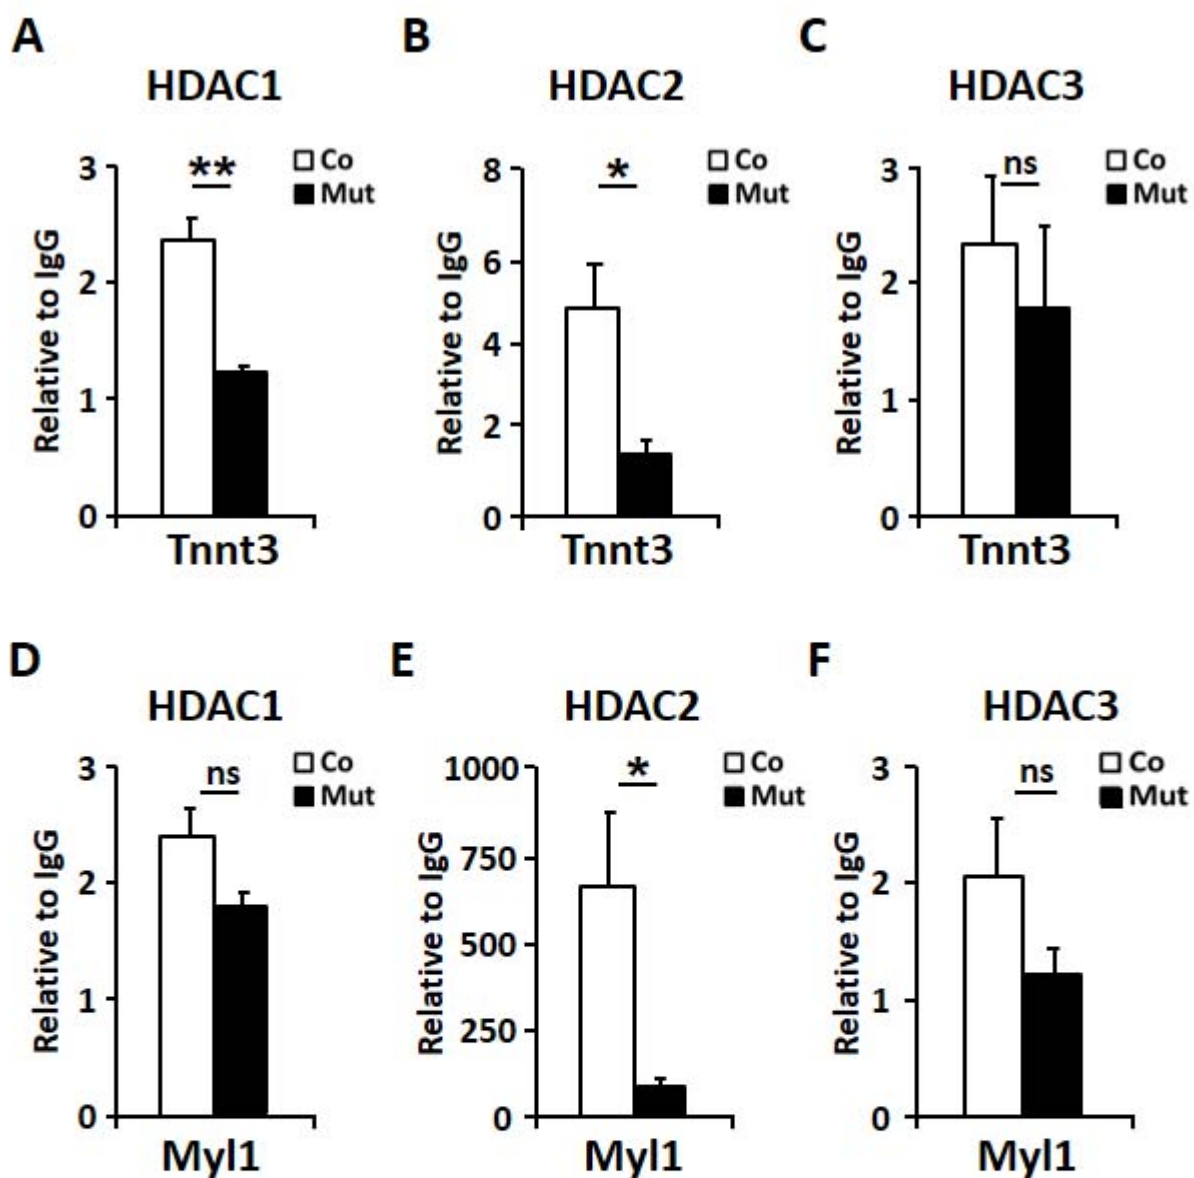 A
HDAC1
**
Co
Mut
3
2
1
0
Relative to IgG
Tnnt3
B
HDAC2
*
Co
Mut
8
6
4
2
0
Relative to IgG
Tnnt3
C
HDAC3
ns
Co
Mut
3
2
1
0
Relative to IgG
Tnnt3
D
HDAC1
ns
Co
Mut
3
2
1
0
Relative to IgG
Myl1
E
HDAC2
*
Co
Mut
1000
750
500
250
0
Relative to IgG
Myl1
F
HDAC3
ns
Co
Mut
3
2
1
0
Relative to IgG
Myl1